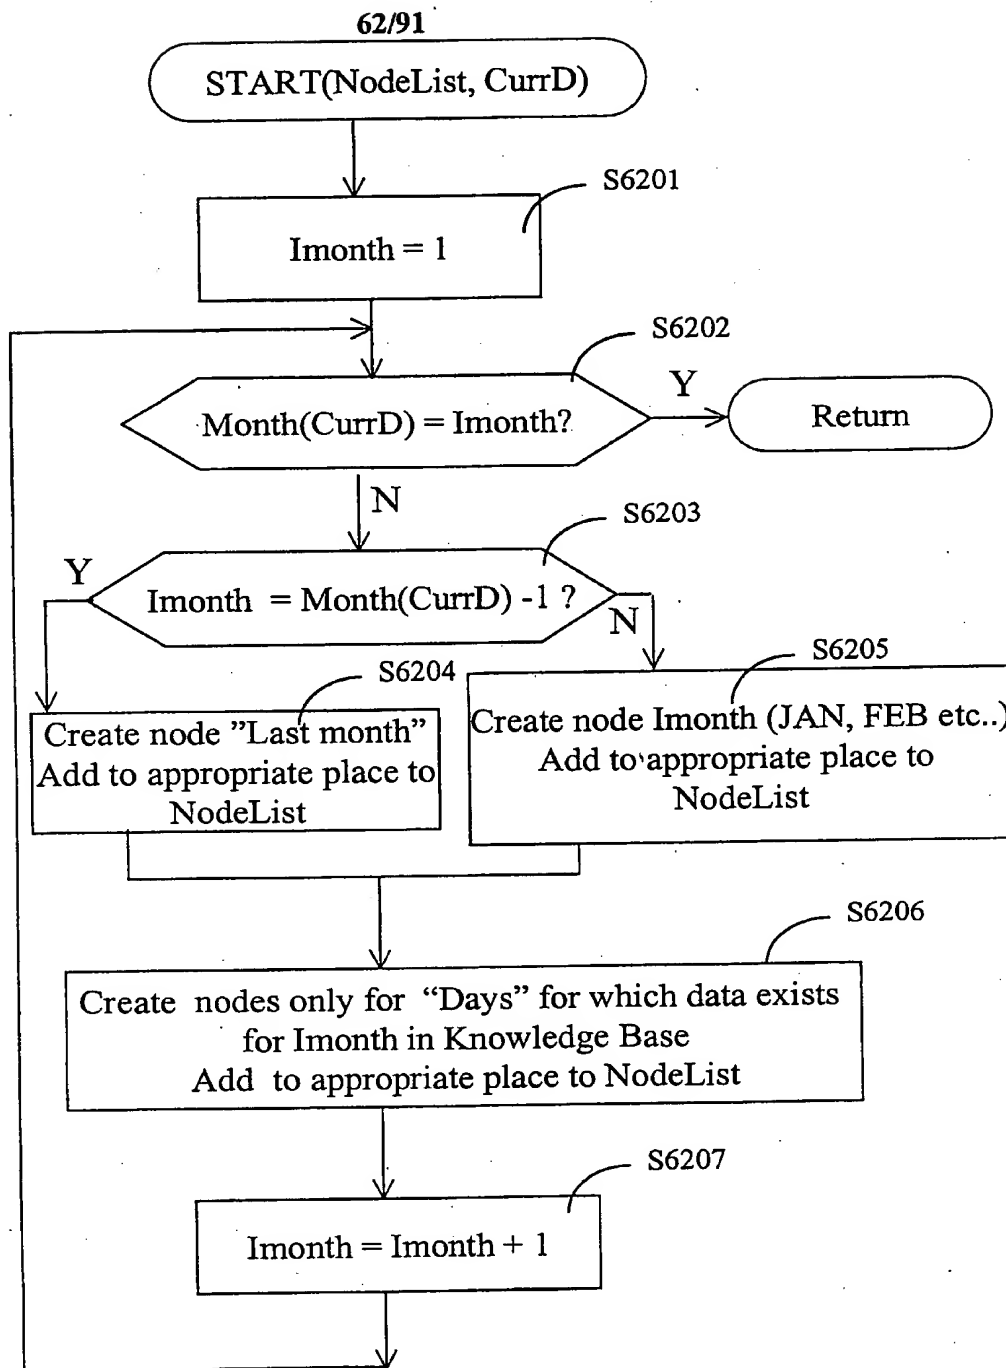 62/91
START(NodeList, CurrD)
S6201
Imonth = 1
S6202
Month(CurrD) = Imonth?
Y
Return
N
S6203
Y
Imonth = Month(CurrD) -1 ?
N
S6204
S6205
Create node "Last month"
Add to appropriate place to
NodeList
Create node Imonth (JAN, FEB etc..)
Add to appropriate place to
NodeList
S6206
Create nodes only for “Days” for which data exists
for Imonth in Knowledge Base
Add to appropriate place to NodeList
S6207
Imonth = Imonth + 1